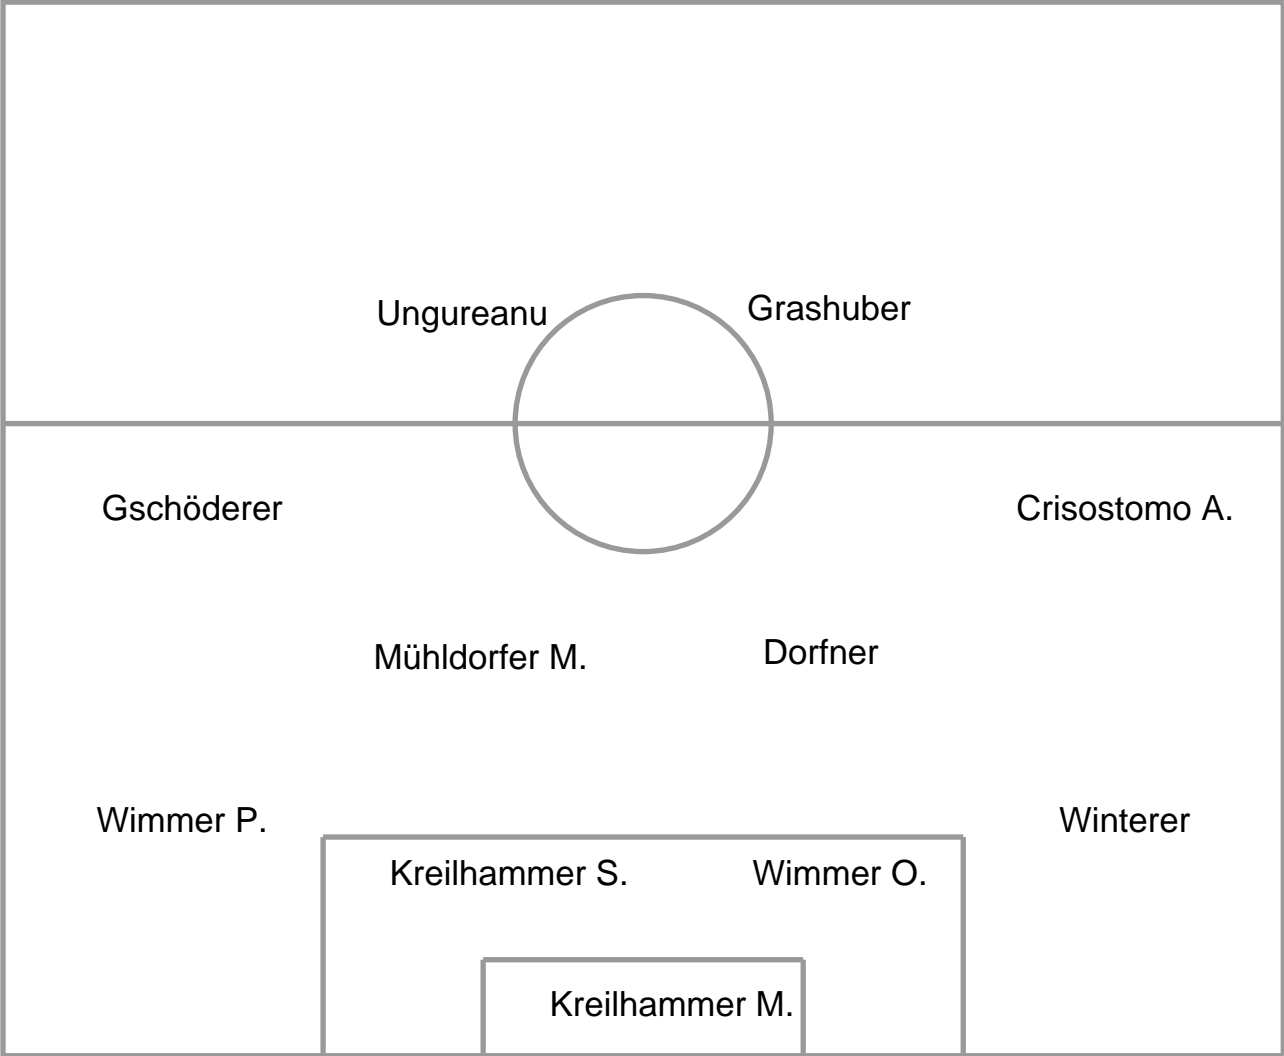 Ungureanu
Grashuber
Gschöderer
Crisostomo A.
Mühldorfer M.
Dorfner
Wimmer P.
Winterer
Kreilhammer S.
Wimmer O.
Kreilhammer M.